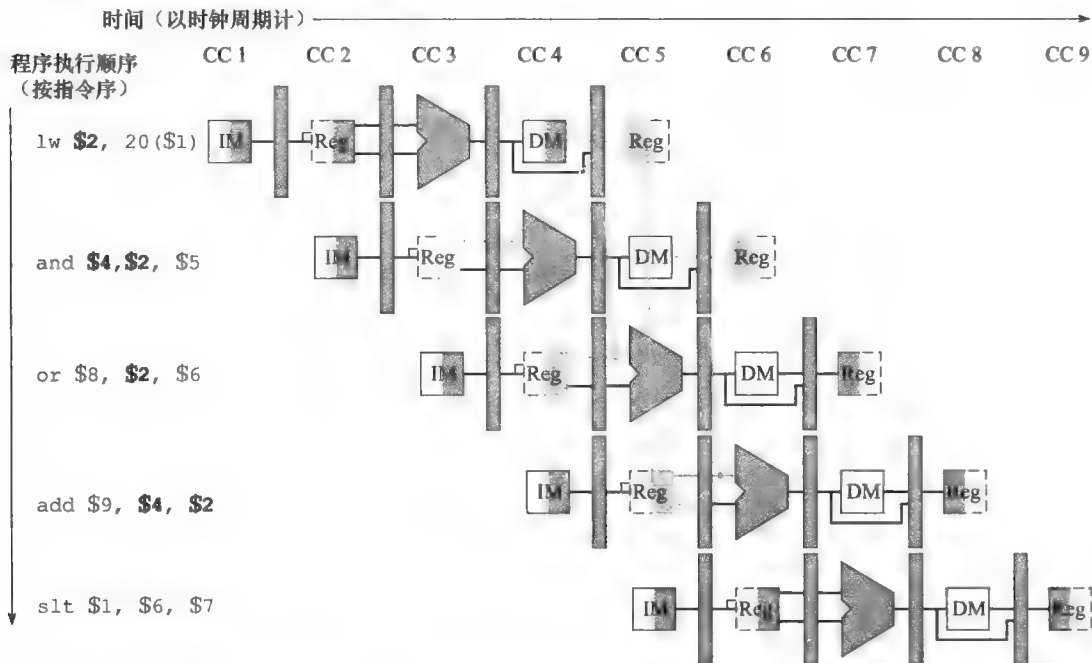 时间（以时钟周期计）
CC 1 CC 2 CC 3 CC 4 CC 5 CC 6 CC 7 CC 8 CC 9
程序执行顺序
（按指令序）
lw $2, 20($1) IM Reg DM Reg
and $4,$2, $5 IM Reg DM Reg
or $8, $2, $6 IM Reg DM Reg
add $9, $4, $2 IM Reg DM Reg
slt $1, $6, $7 IM Reg DM Reg